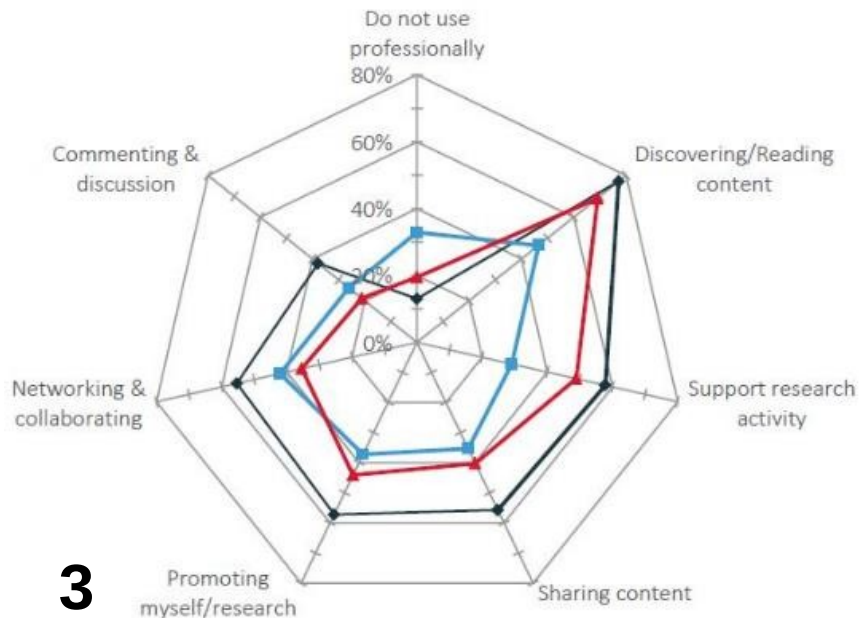 Do not use
professionally
80%
Commenting &
discussion
Discovering/Reading
content
60%
40%
20%
0%
Networking &
collaborating
Support research
activity
Promoting
myself/research
Sharing content
3